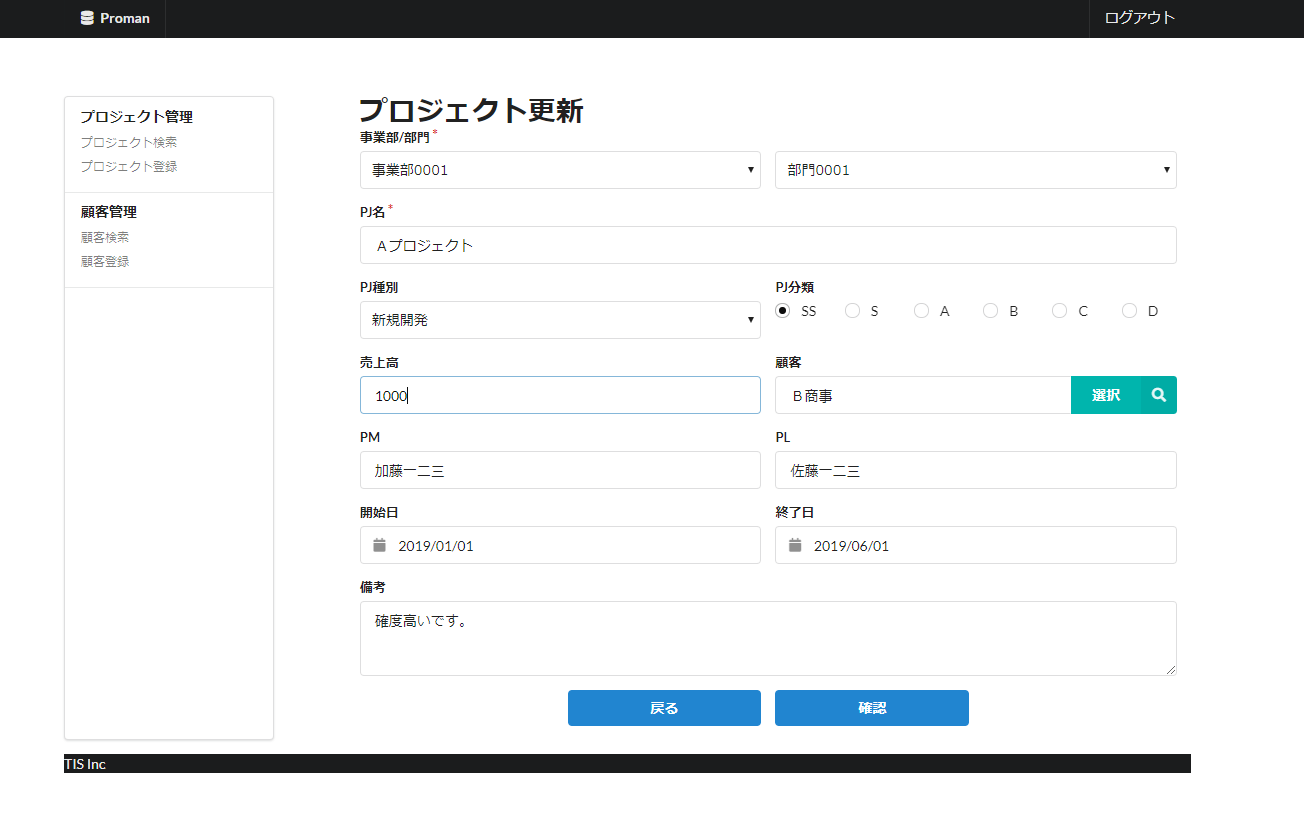 Proman
ログアウト
プロジェクト管理
プロジェクト検索
プロジェクト登録
顧客管理
顧客検索
顧客登録
プロジェクト更新
事業部/部門*
事業部0001 部門0001
PJ名*
Ａプロジェクト
PJ種別 PJ分類
新規開発 SS S A B C D
売上高 顧客
1000 Ｂ商事 選択
PM PL
加藤一二三 佐藤一二三
開始日 終了日
2019/01/01 2019/06/01
備考
確度高いです。
戻る 確認
TIS Inc